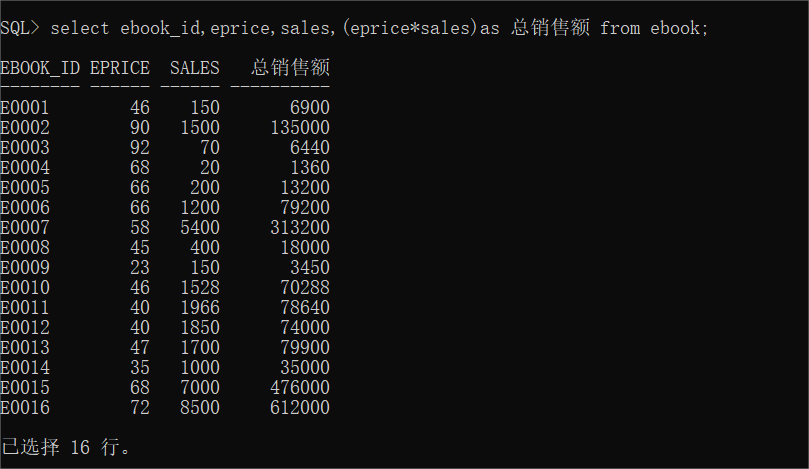 SQL> select ebook_id,eprice,sales,(eprice*sales)as 总销售额 from ebook;
EBOOK_ID EPRICE  SALES   总销售额
-------- ------ ------ ----------
E0001        46    150       6900
E0002        90   1500     135000
E0003        92     70       6440
E0004        68     20       1360
E0005        66    200      13200
E0006        66   1200      79200
E0007        58   5400     313200
E0008        45    400      18000
E0009        23    150       3450
E0010        46   1528      70288
E0011        40   1966      78640
E0012        40   1850      74000
E0013        47   1700      79900
E0014        35   1000      35000
E0015        68   7000     476000
E0016        72   8500     612000
已选择 16 行。